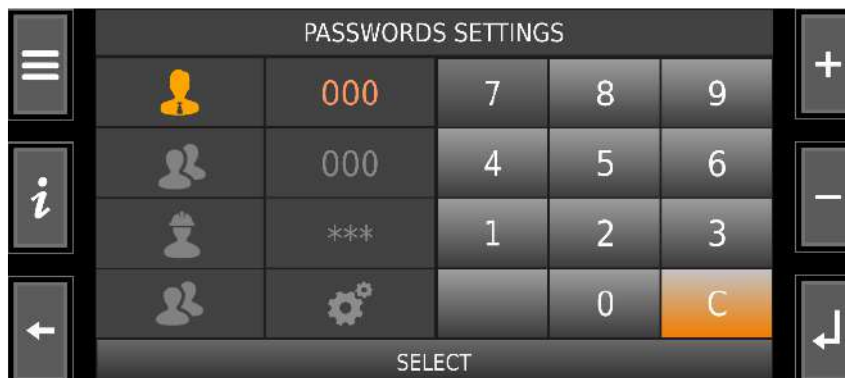 PASSWORDS SETTINGS
000 7 8 9
000 4 5 6
i
*** 1 2 3
0 C
SELECT
+
−